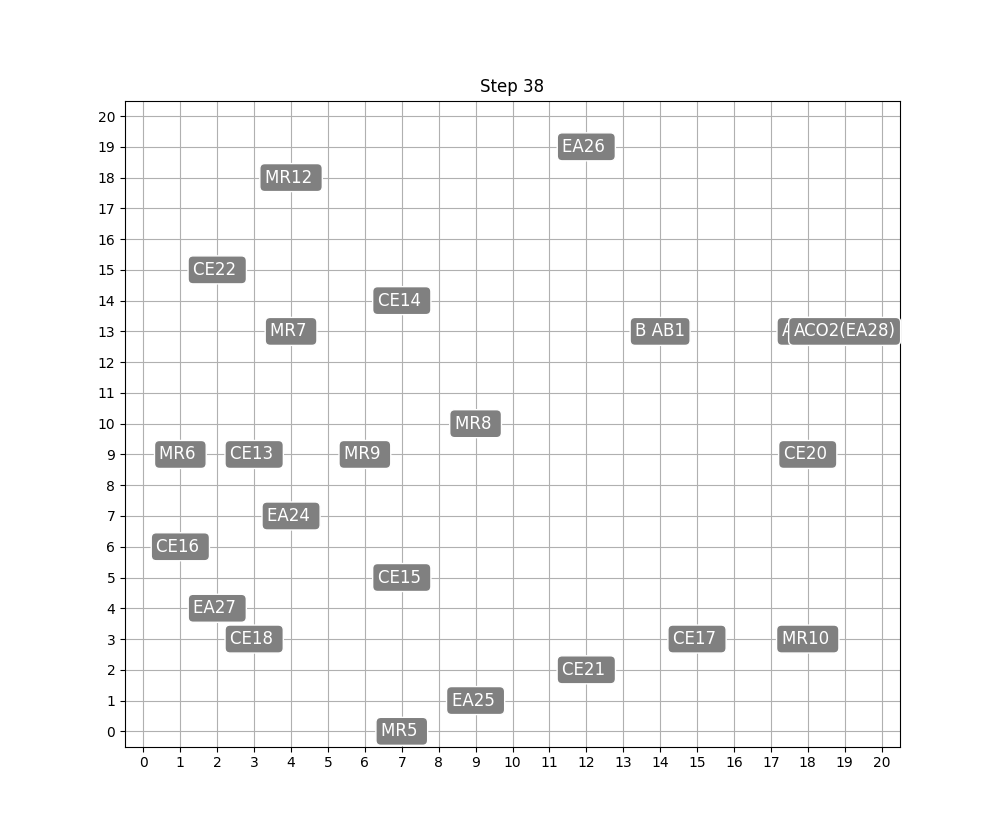 Step 38
20
19
18
17
16
15
14
13
12
11
10
9
8
7
6
5
4
3
2
1
0
EA26
MR12
CE22
CE14
MR7
B AB1
A
ACO2(EA28)
MR8
MR6
CE13
MR9
CE20
EA24
CE16
CE15
EA27
CE18
CE17
MR10
CE21
EA25
MR5
0 1 2 3 4 5 6 7 8 9 10 11 12 13 14 15 16 17 18 19 20